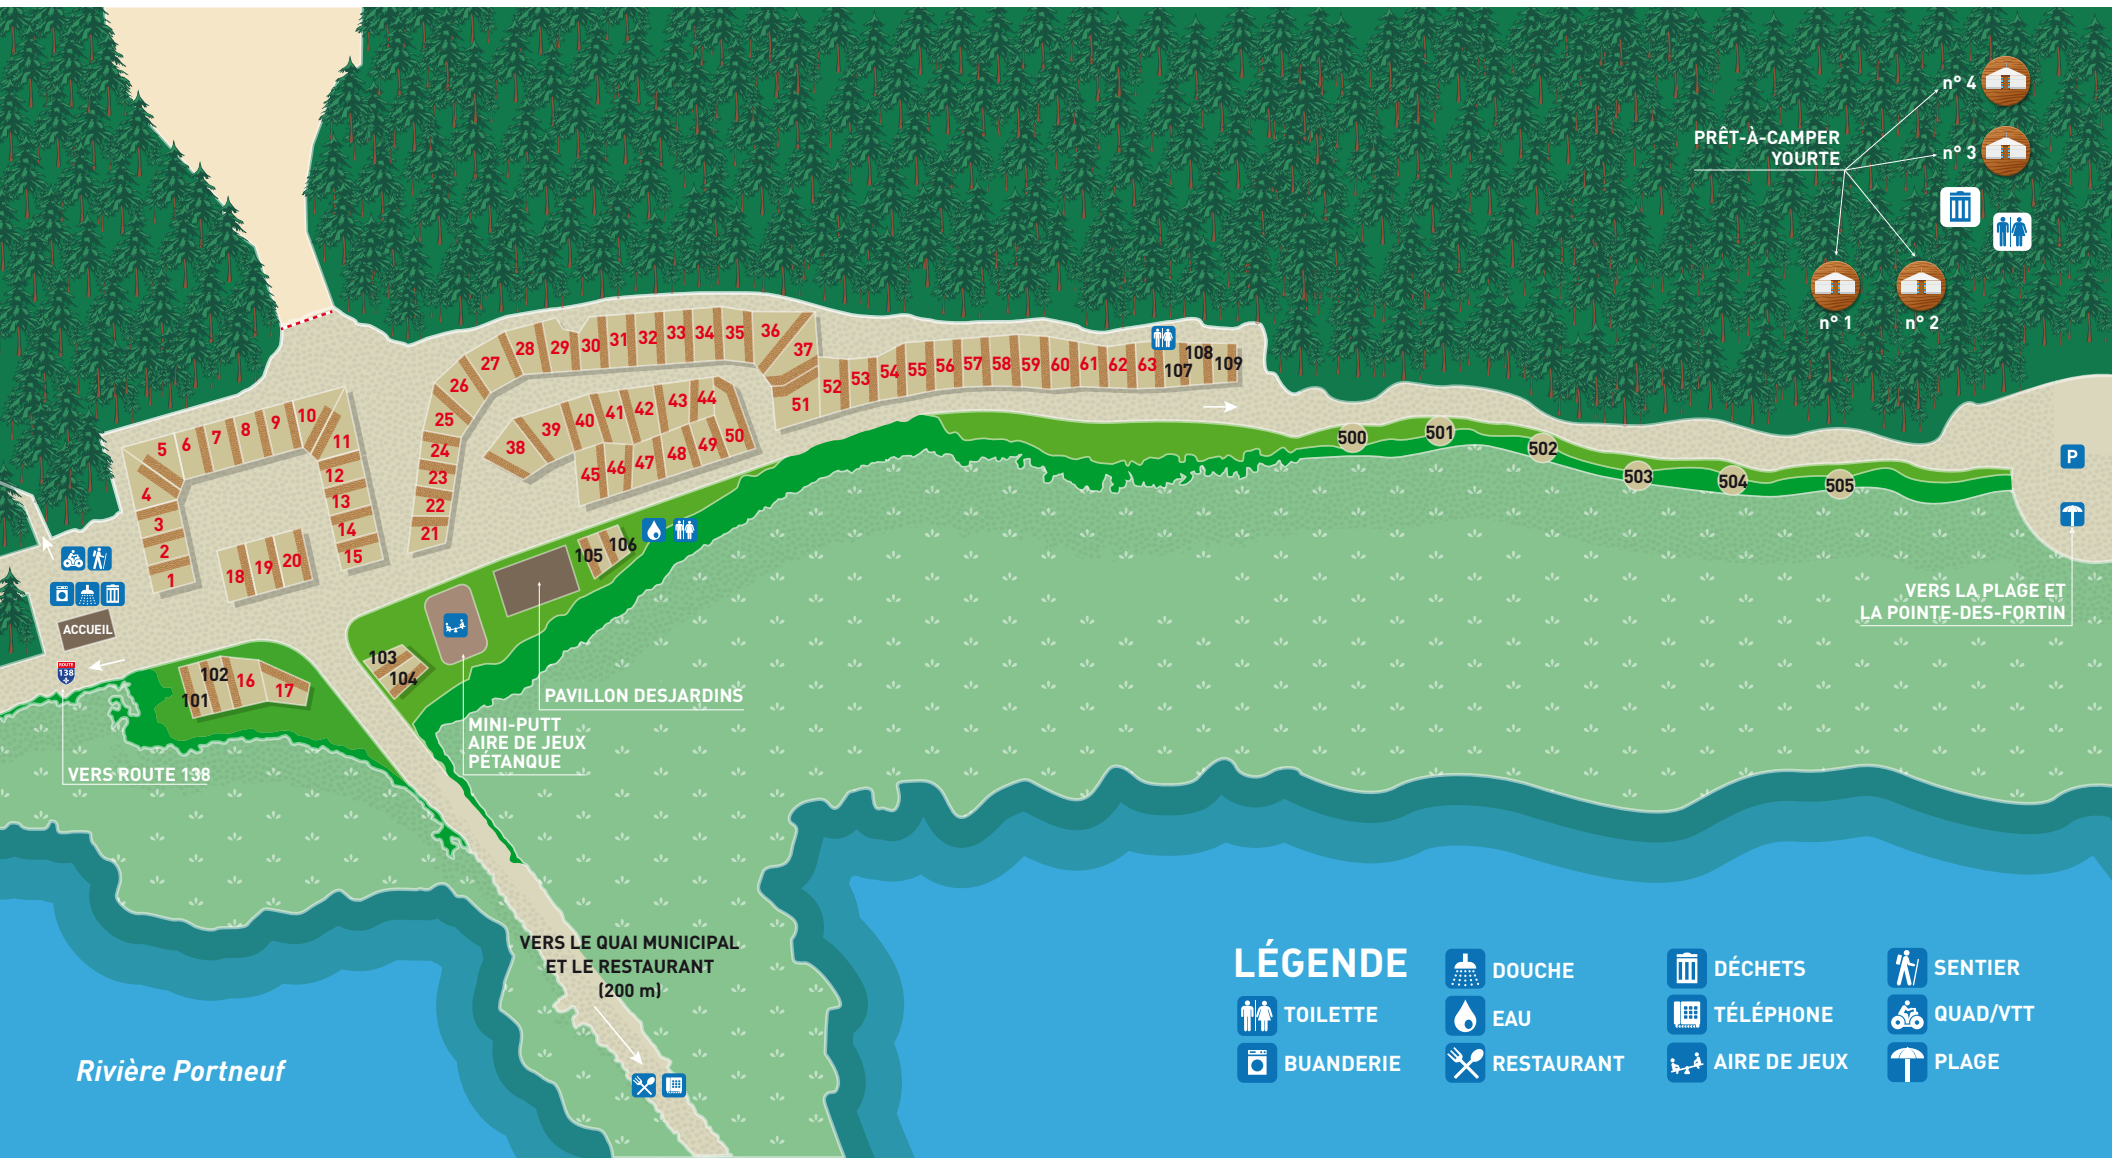 n° 4
PRÊT-À-CAMPER
YOURTE
n° 3
n° 1
n° 2
28
29
30
31
32
33
34
35
36
37
27
26
25
24
23
22
21
38
39
40
41
42
43
44
45
46
47
48
49
50
51
52
53
54
55
56
57
58
59
60
61
62
63
107
108
109
5
6
7
8
9
10
11
4
12
3
13
2
14
1
15
18
19
20
500
501
502
503
504
505
P
VERS LA PLAGE ET
LA POINTE-DES-FORTIN
105
106
ACCUEIL
ROUTE
138
103
104
101
102
16
17
PAVILLON DESJARDINS
MINI-PUTT
AIRE DE JEUX
PÉTANQUE
VERS ROUTE 138
VERS LE QUAI MUNICIPAL
ET LE RESTAURANT
(200 m)
Rivière Portneuf
LÉGENDE
TOILETTE
BUANDERIE
DOUCHE
EAU
RESTAURANT
DÉCHETS
TÉLÉPHONE
AIRE DE JEUX
SENTIER
QUAD/VTT
PLAGE